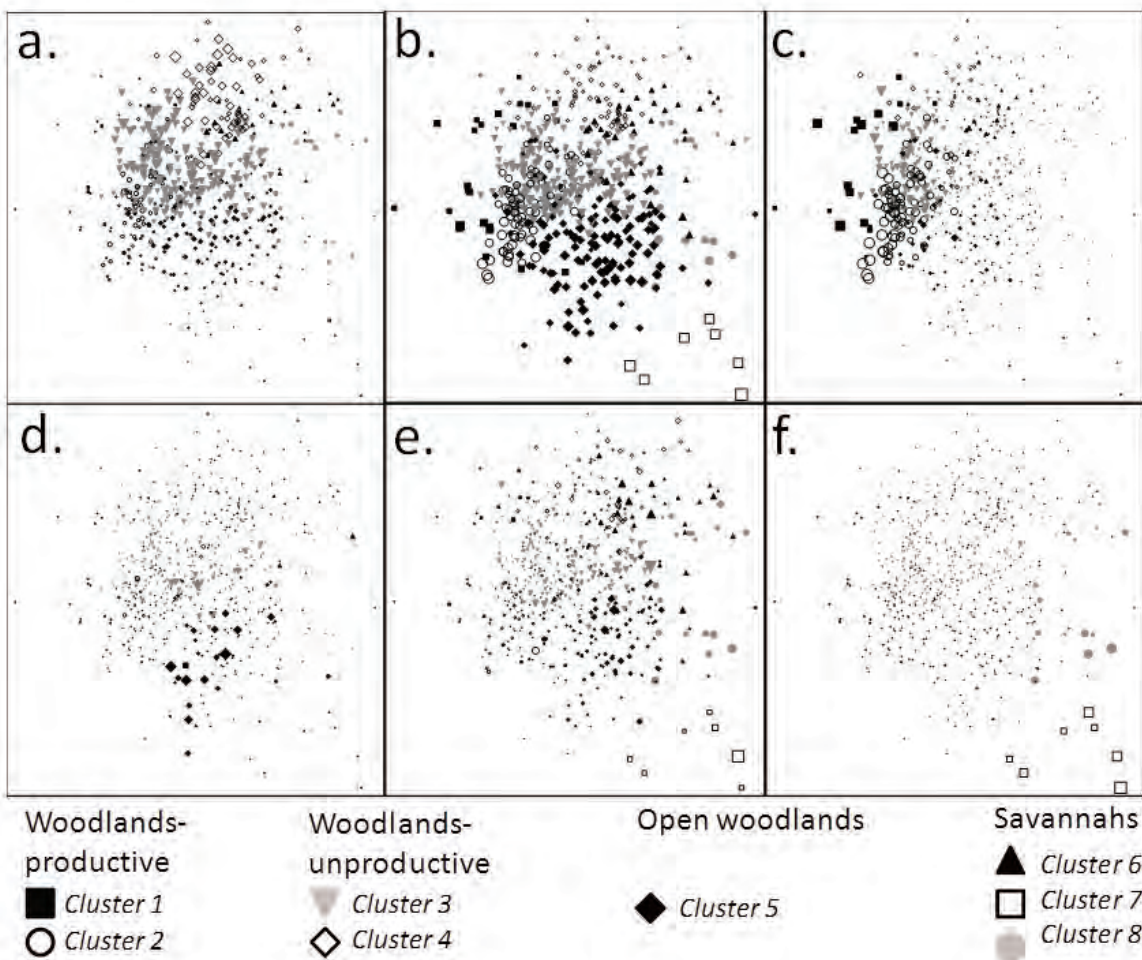 a.
b.
c.
d.
e.
f.
Woodlands-
productive
Cluster 1
Cluster 2
Woodlands-
unproductive
Cluster 3
Cluster 4
Open woodlands
Cluster 5
Savannahs
Cluster 6
Cluster 7
Cluster 8